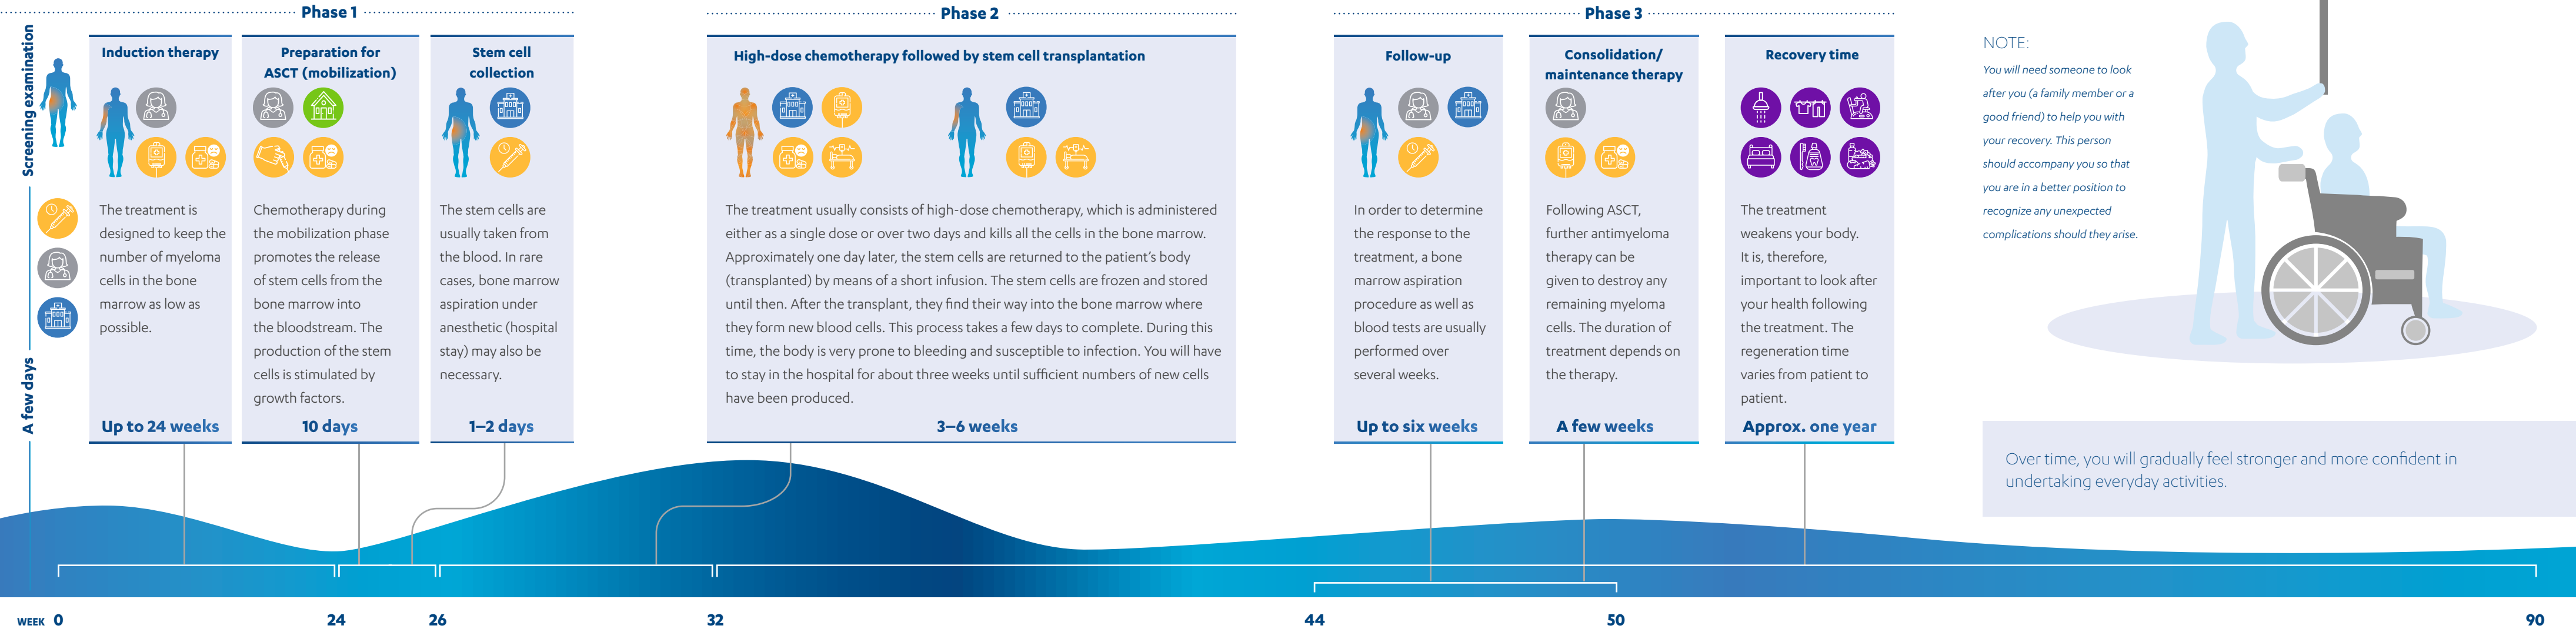 Phase 1
Screening examination
A few days
Induction therapy
The treatment is
designed to keep the
number of myeloma
cells in the bone
marrow as low as
possible.
Up to 24 weeks
Preparation for
ASCT (mobilization)
Chemotherapy during
the mobilization phase
promotes the release
of stem cells from the
bone marrow into
the bloodstream. The
production of the stem
cells is stimulated by
growth factors.
10 days
Stem cell
collection
The stem cells are
usually taken from
the blood. In rare
cases, bone marrow
aspiration under
anesthetic (hospital
stay) may also be
necessary.
1–2 days
Phase 2
High-dose chemotherapy followed by stem cell transplantation
The treatment usually consists of high-dose chemotherapy, which is administered
either as a single dose or over two days and kills all the cells in the bone marrow.
Approximately one day later, the stem cells are returned to the patient’s body
(transplanted) by means of a short infusion. The stem cells are frozen and stored
until then. After the transplant, they find their way into the bone marrow where
they form new blood cells. This process takes a few days to complete. During this
time, the body is very prone to bleeding and susceptible to infection. You will have
to stay in the hospital for about three weeks until sufficient numbers of new cells
have been produced.
3–6 weeks
Phase 3
Follow-up
In order to determine
the response to the
treatment, a bone
marrow aspiration
procedure as well as
blood tests are usually
performed over
several weeks.
Up to six weeks
Consolidation/
maintenance therapy
Following ASCT,
further antimyeloma
therapy can be
given to destroy any
remaining myeloma
cells. The duration of
treatment depends on
the therapy.
A few weeks
Recovery time
The treatment
weakens your body.
It is, therefore,
important to look after
your health following
the treatment. The
regeneration time
varies from patient to
patient.
Approx. one year
NOTE:
You will need someone to look
after you (a family member or a
good friend) to help you with
your recovery. This person
should accompany you so that
you are in a better position to
recognize any unexpected
complications should they arise.
Over time, you will gradually feel stronger and more confident in
undertaking everyday activities.
WEEK 0 24 26 32 44 50 90